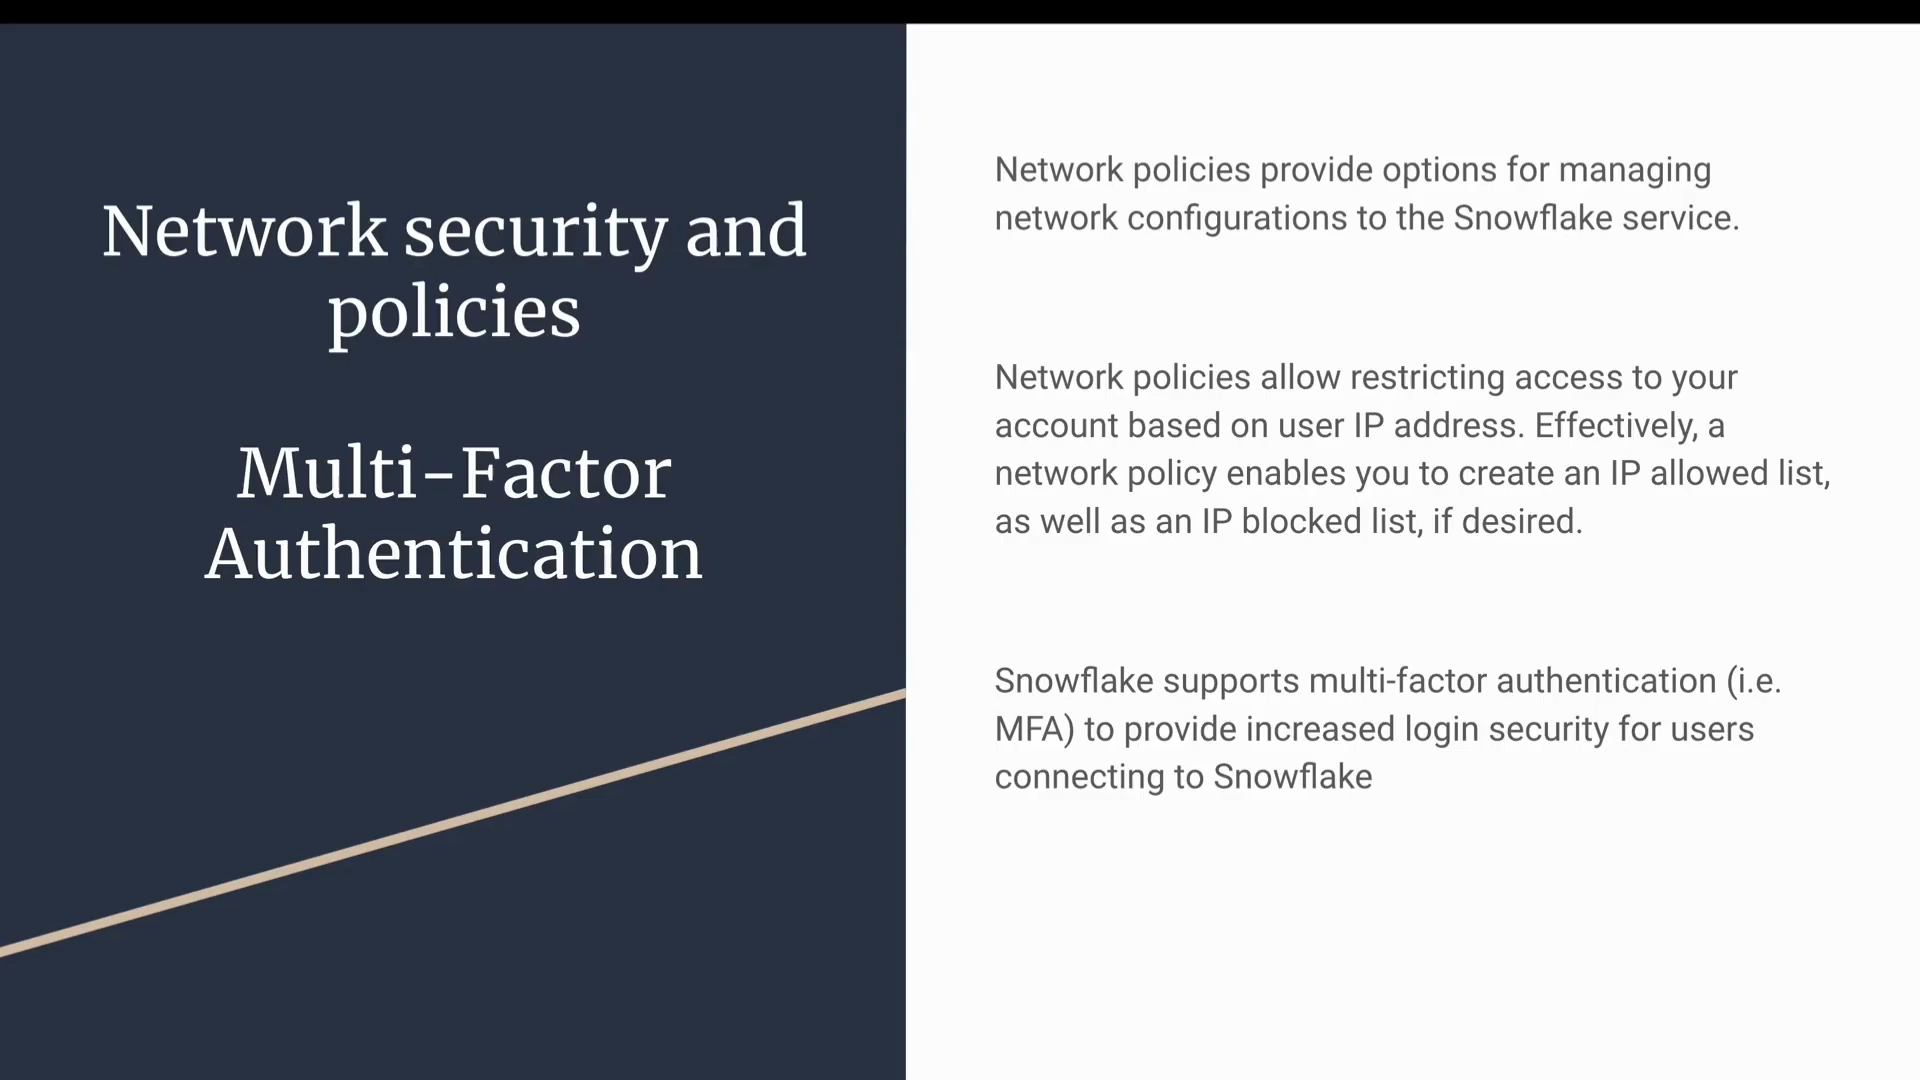 Network security and
policies
Multi-Factor
Authentication
Network policies provide options for managing
network configurations to the Snowflake service.
Network policies allow restricting access to your
account based on user IP address. Effectively, a
network policy enables you to create an IP allowed list,
as well as an IP blocked list, if desired.
Snowflake supports multi-factor authentication (i.e.
MFA) to provide increased login security for users
connecting to Snowflake